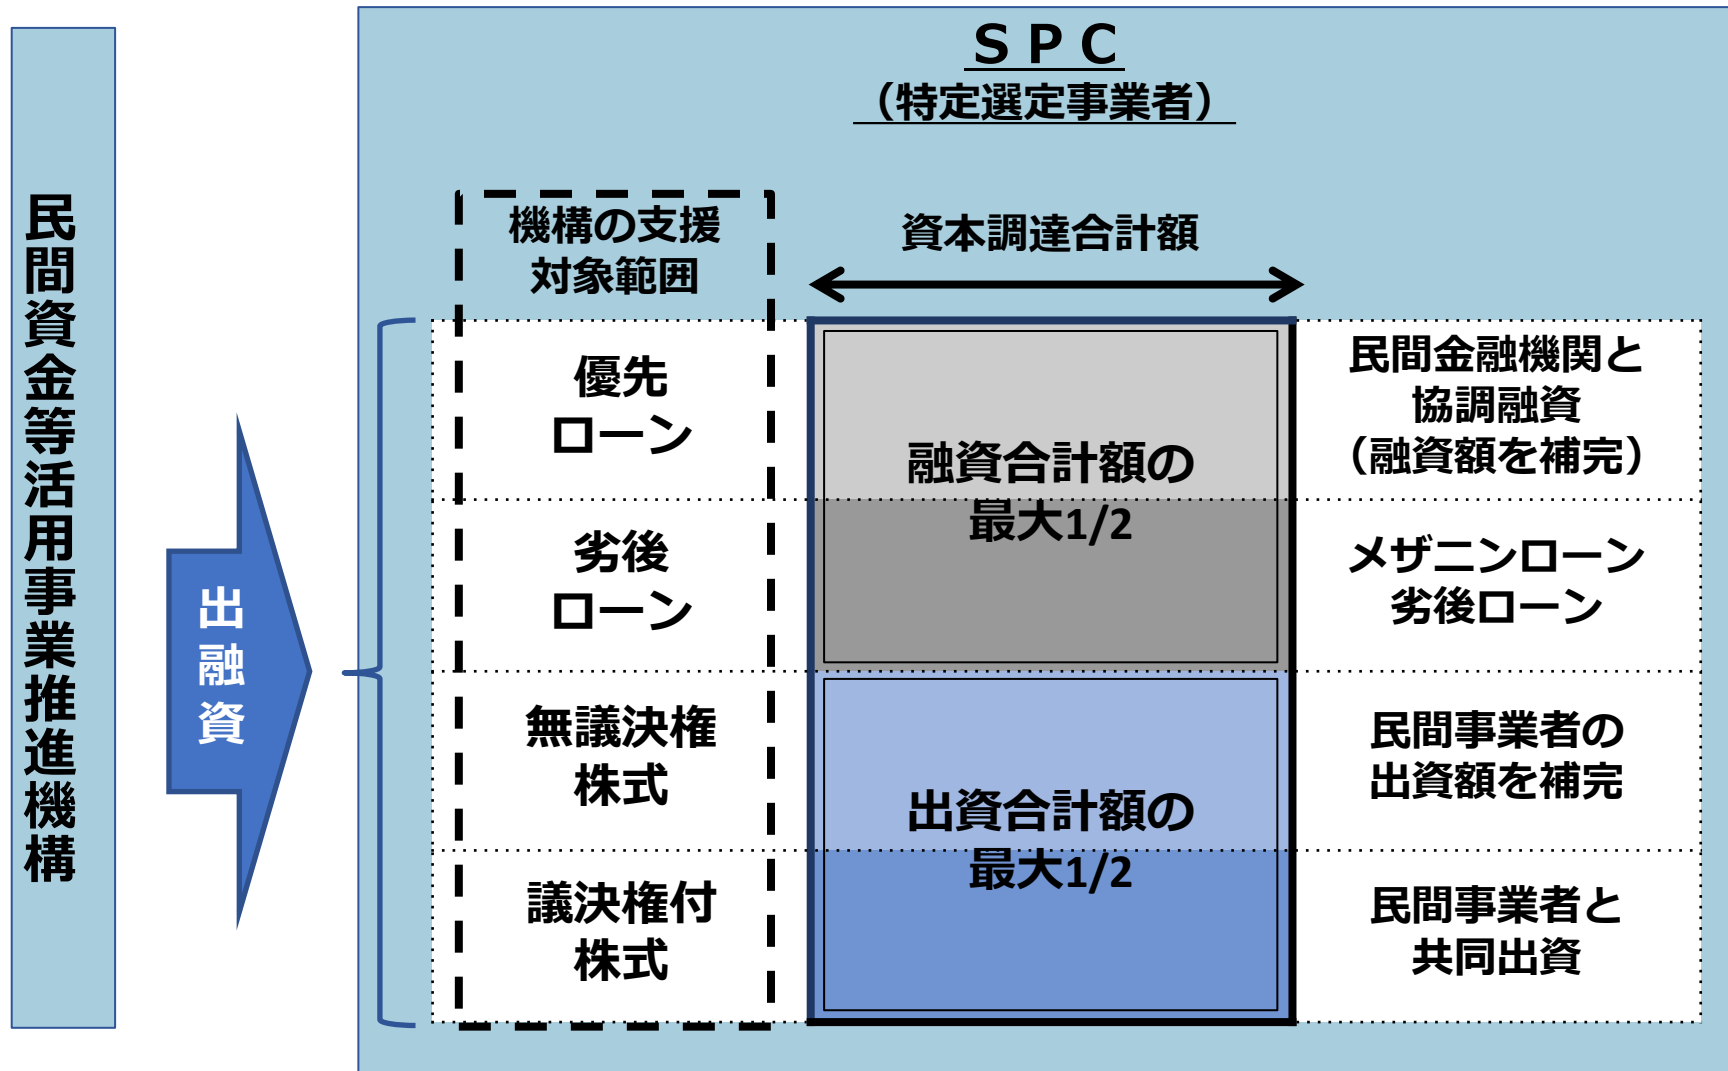 民間資金等活用事業推進機構
出融資
ＳＰＣ
（特定選定事業者）
機構の支援
対象範囲
資本調達合計額
優先
ローン
融資合計額の
最大1/2
民間金融機関と
協調融資
（融資額を補完）
劣後
ローン
メザニンローン
劣後ローン
無議決権
株式
出資合計額の
最大1/2
民間事業者の
出資額を補完
議決権付
株式
民間事業者と
共同出資